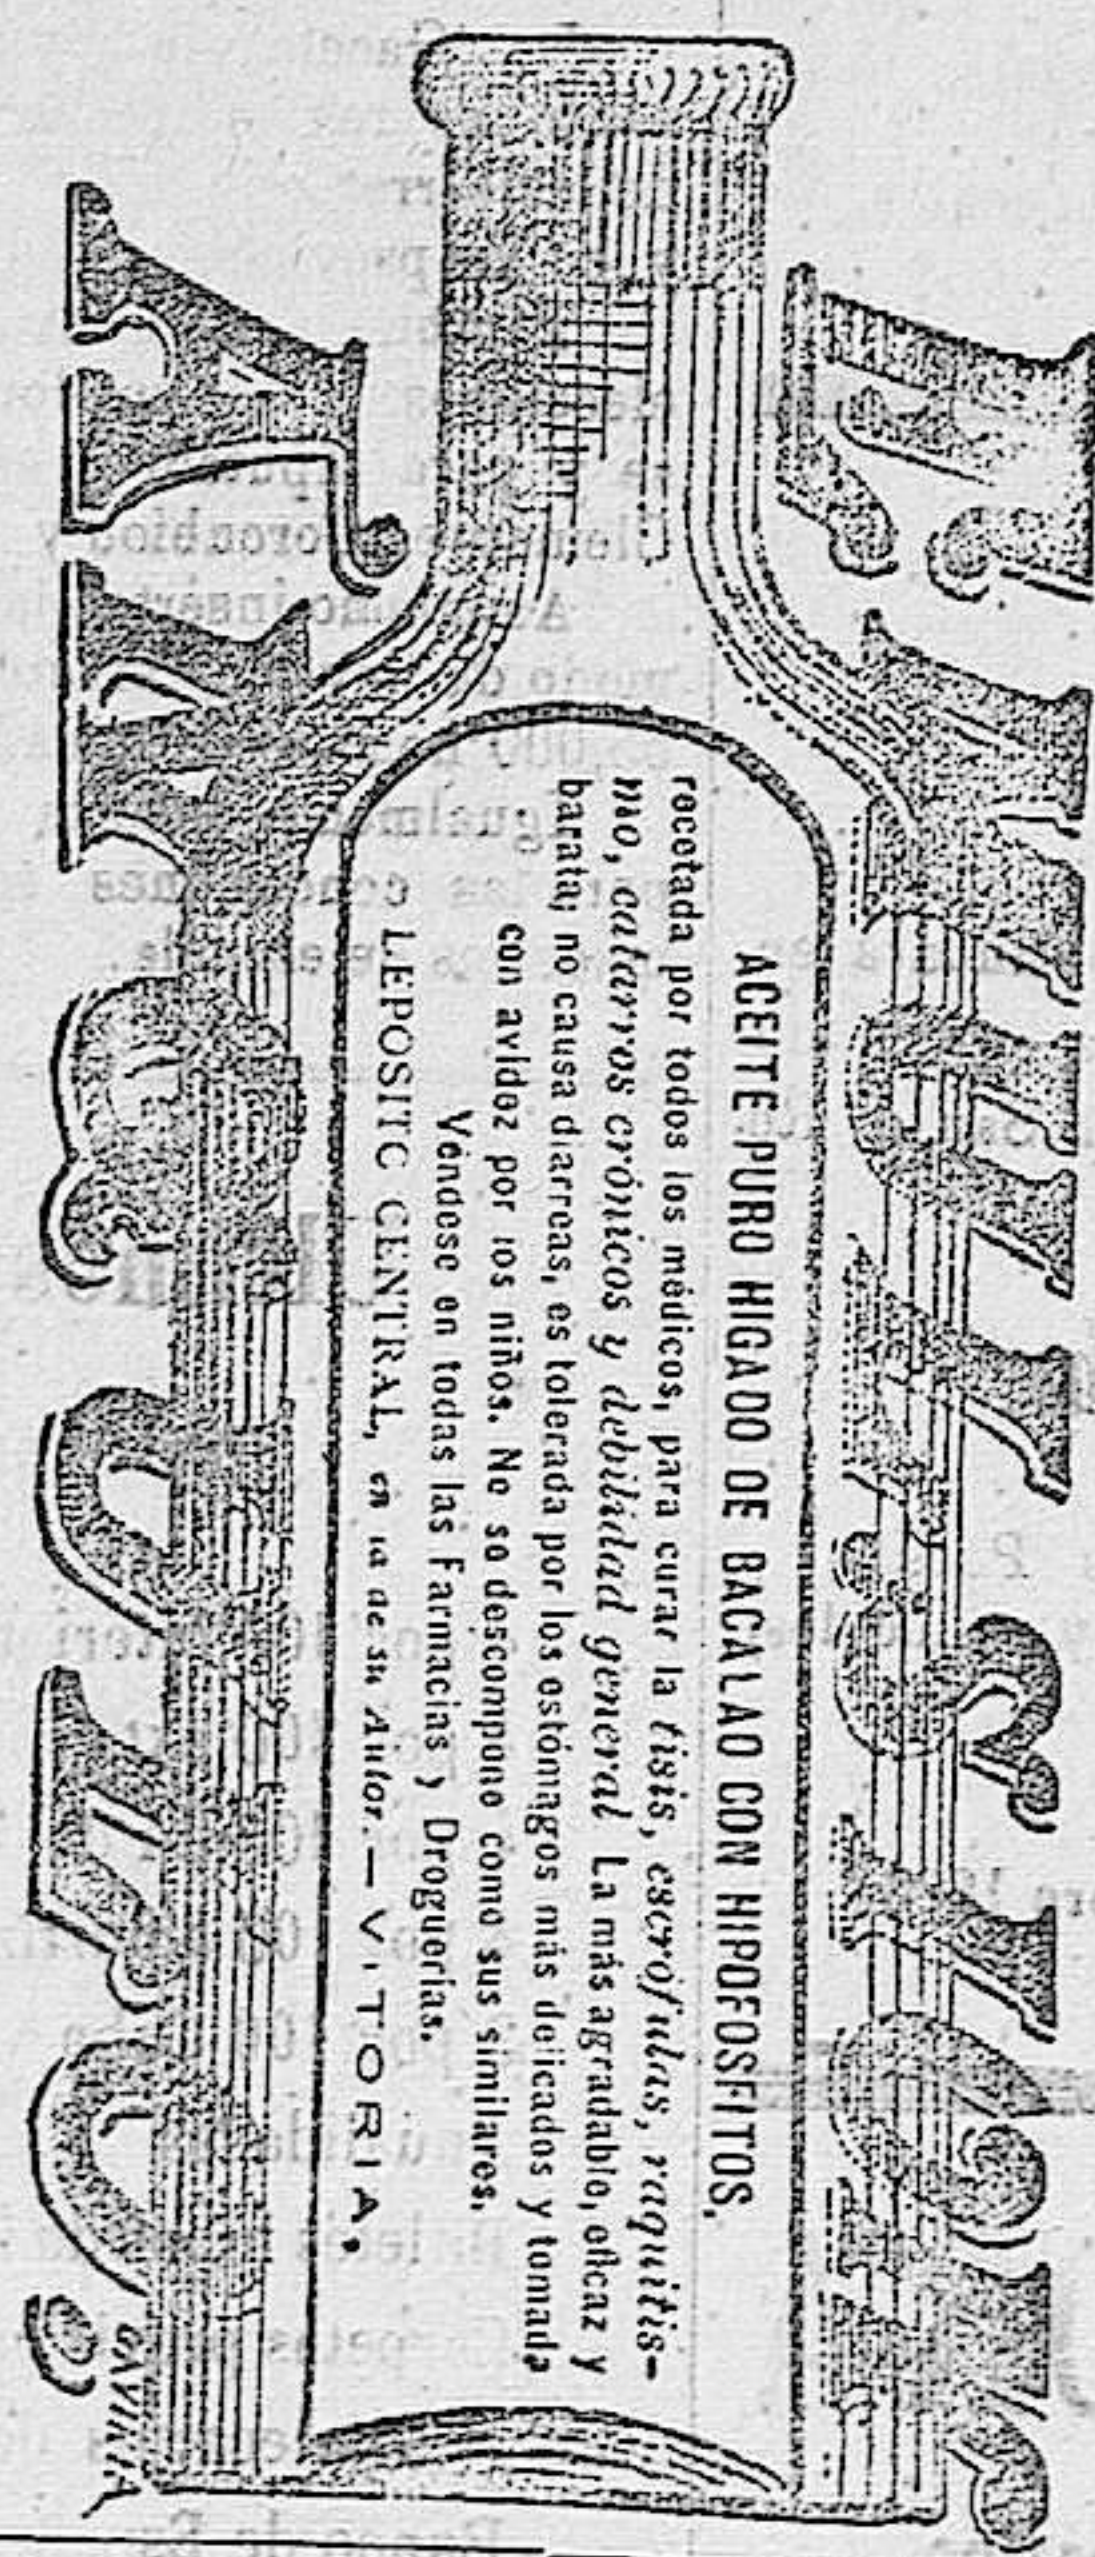 EMULSION
ACEITE PURO HIGADO DE BACALAO CON HIPOFOSFITOS,
recetada por todos los médicos, para curar la tisis, escrófulas, raquitis-
mo, catarros crónicos y debilidad general La más agradable, eficaz y
barata; no causa diarreas, es tolerada por los estómagos más delicados y tomada
con avidez por los niños. No se descompone como sus similares.
Véndese en todas las Farmacias y Droguerías.
LEPOSITC CENTRAL, en la de su Autor.—VITORIA.
GAVIRIA